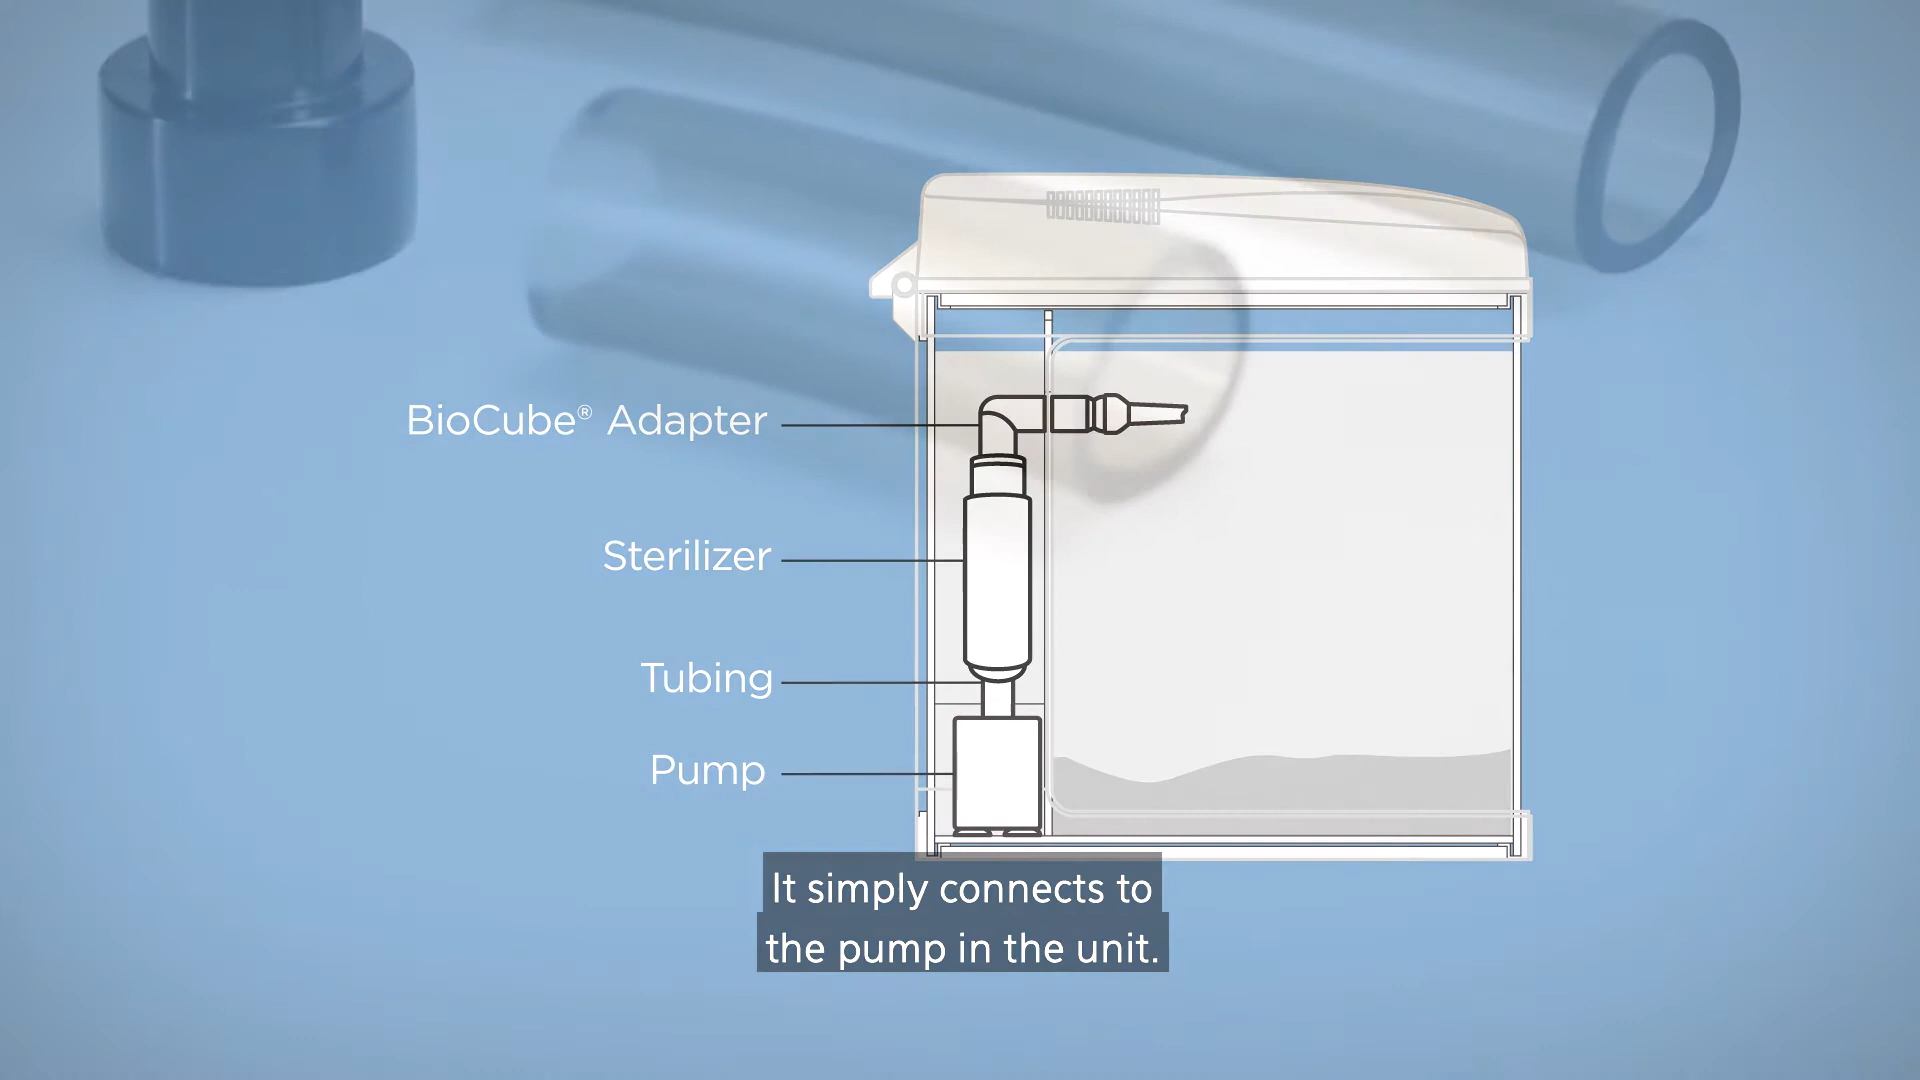 BioCube® Adapter
Sterilizer
Tubing
Pump
It simply connects to
the pump in the unit.